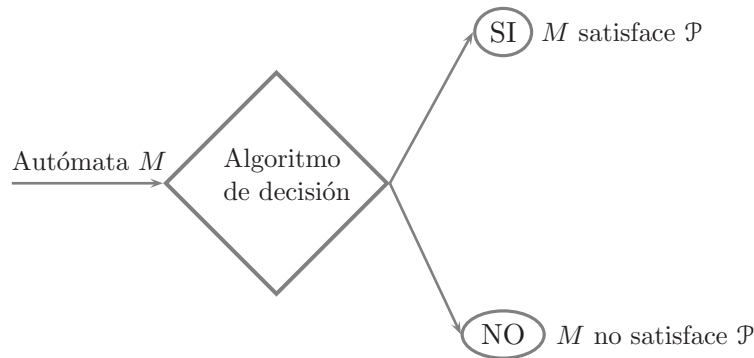 SI M satisface 𝒫
Autómata M
Algoritmo
de decisión
NO M no satisface 𝒫